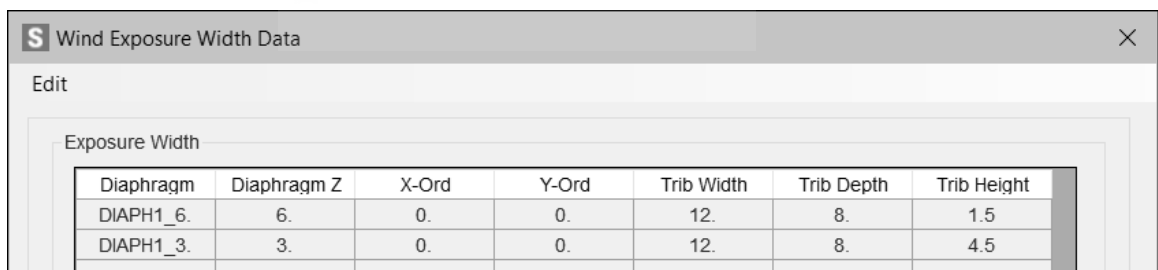 S Wind Exposure Width Data
Edit
Exposure Width
Diaphragm Diaphragm Z X-Ord Y-Ord Trib Width Trib Depth Trib Height
DIAPH1_6. 6. 0. 0. 12. 8. 1.5
DIAPH1_3. 3. 0. 0. 12. 8. 4.5